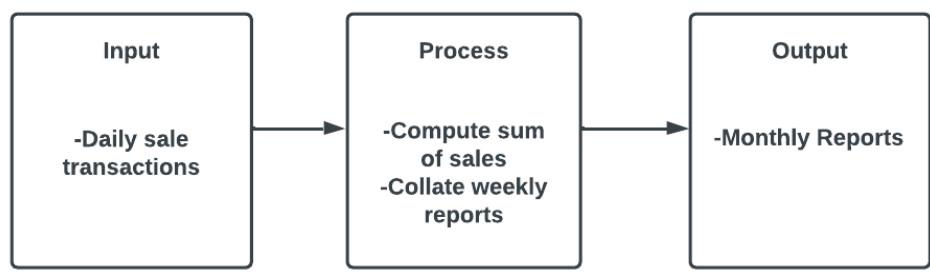 Input
-Daily sale
transactions
Process
-Compute sum
of sales
-Collate weekly
reports
Output
-Monthly Reports